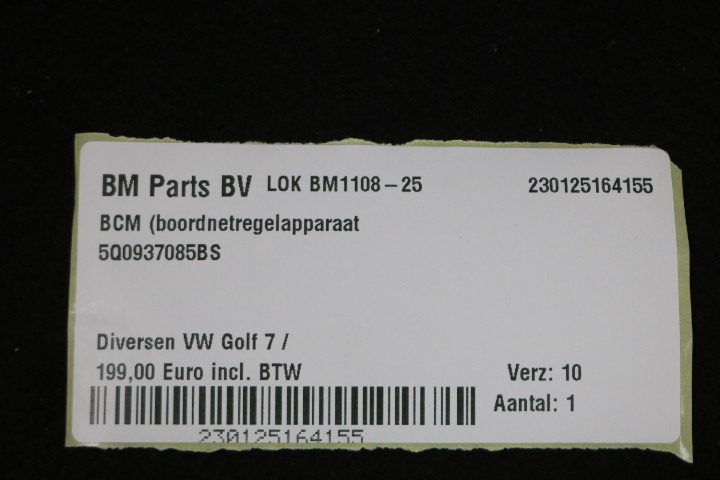 BM Parts BV LOK BM1108-25 230125164155
BCM (boordnetregelapparaat
5Q0937085BS
Diversen VW Golf 7 /
199,00 Euro incl. BTW Verz: 10
Aantal: 1
230125164155